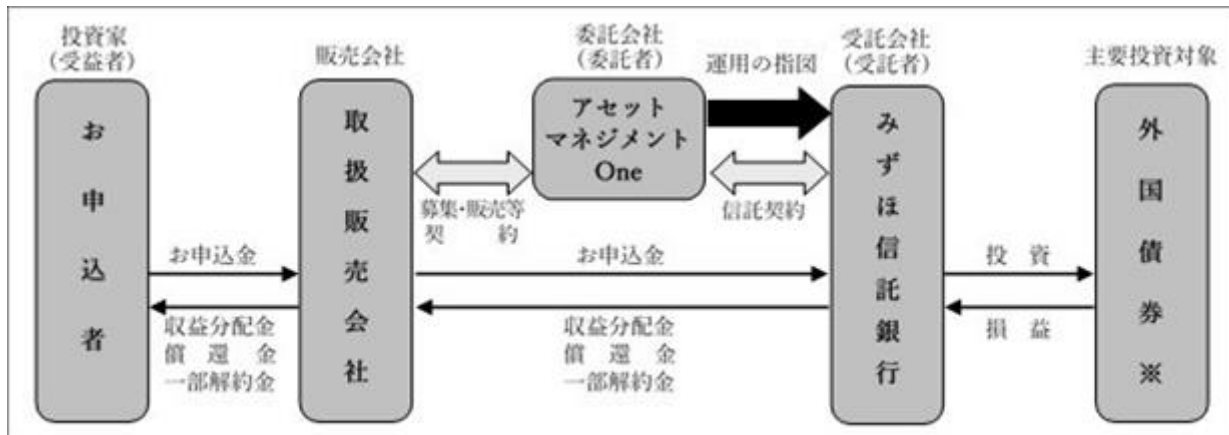 投資家
(受益者)
お申込者
販売会社
取扱販売会社
委託会社
(委託者)
アセット
マネジメント
One
運用の指図
受託会社
(受託者)
みずほ信託銀行
主要投資対象
外国債券※
募集・販売等
契　約
信託契約
お申込金
収益分配金
償　還　金
一部解約金
お申込金
収益分配金
償　還　金
一部解約金
投　資
損　益